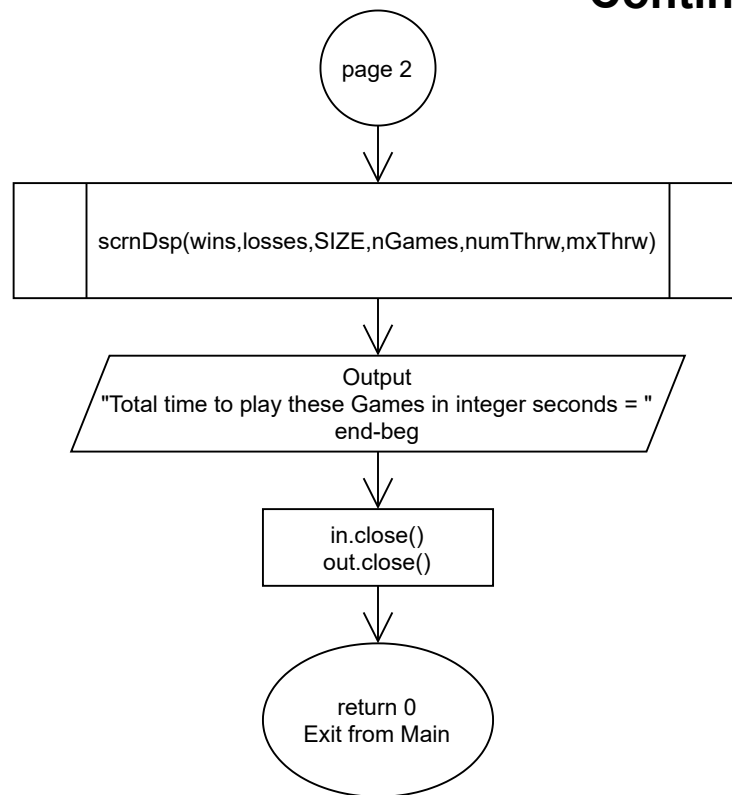 page 2
scrnDsp(wins,losses,SIZE,nGames,numThrw,mxThrw)
Output
"Total time to play these Games in integer seconds = "
end-beg
in.close()
out.close()
return 0
Exit from Main